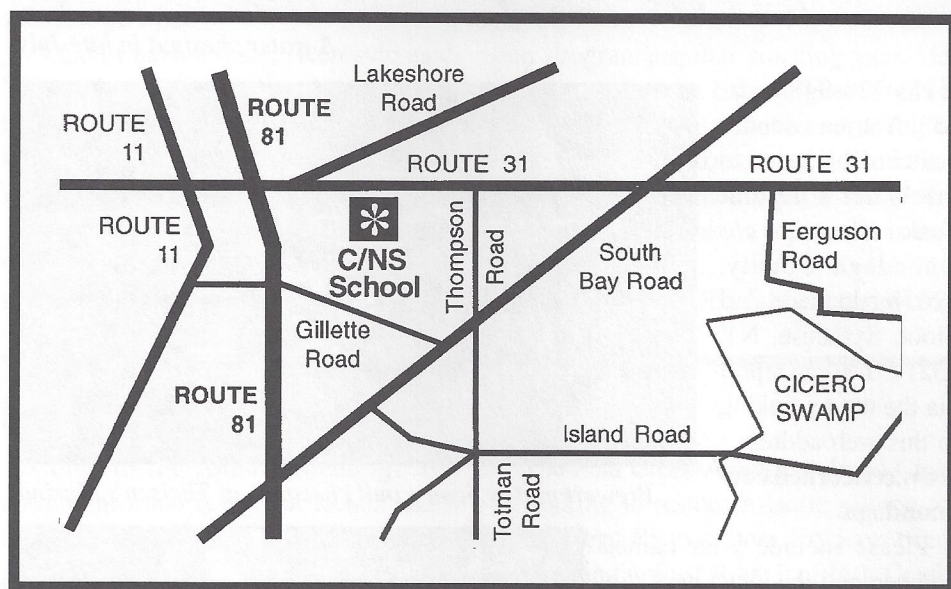 Lakeshore
Road
ROUTE
11
ROUTE
81
ROUTE 31
ROUTE 31
ROUTE
11
C/NS
School
Thompson
Road
South
Bay Road
Ferguson
Road
Gillette
Road
ROUTE
81
CICERO
SWAMP
Island Road
Totman
Road